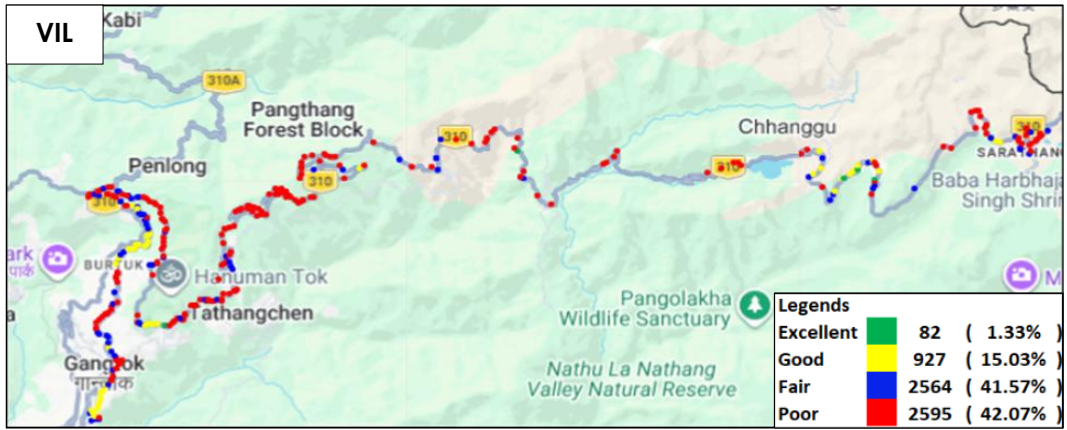 VIL
Kabi
310A
Pangthang
Forest Block
310
Chhanggu
310
Penlong
310
310
SARATHANG
310
Baba Harbhaj
Singh Shrin
ark
पार्क
BURTUK
Hanuman Tok
M
Tathangchen
Pangolakha
Wildlife Sanctuary
a
Gangtok
गान्तोक
Nathu La Nathang
Valley Natural Reserve
Legends
Excellent 82 ( 1.33% )
Good 927 ( 15.03% )
Fair 2564 ( 41.57% )
Poor 2595 ( 42.07% )